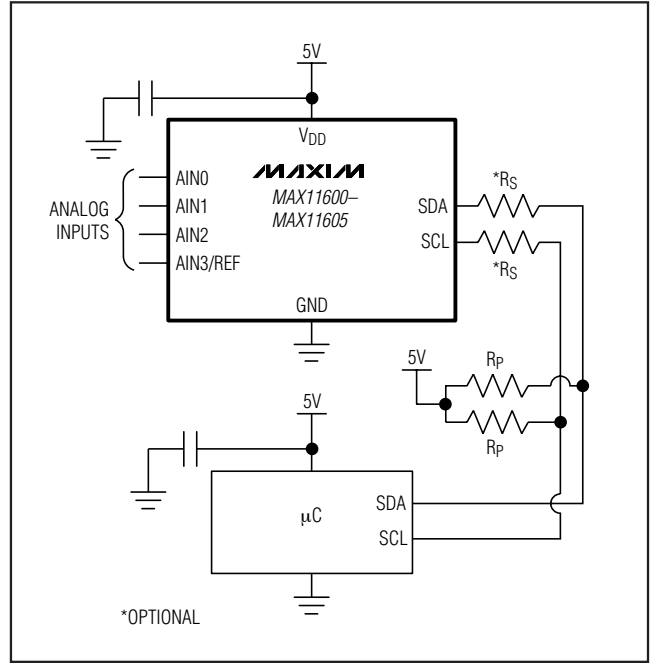 5V
V_DD
MAXIM
MAX11600–
MAX11605
ANALOG
INPUTS
AIN0
AIN1
AIN2
AIN3/REF
SDA
SCL
*R_S
*R_S
GND
5V
R_P
R_P
5V
µC
SDA
SCL
*OPTIONAL